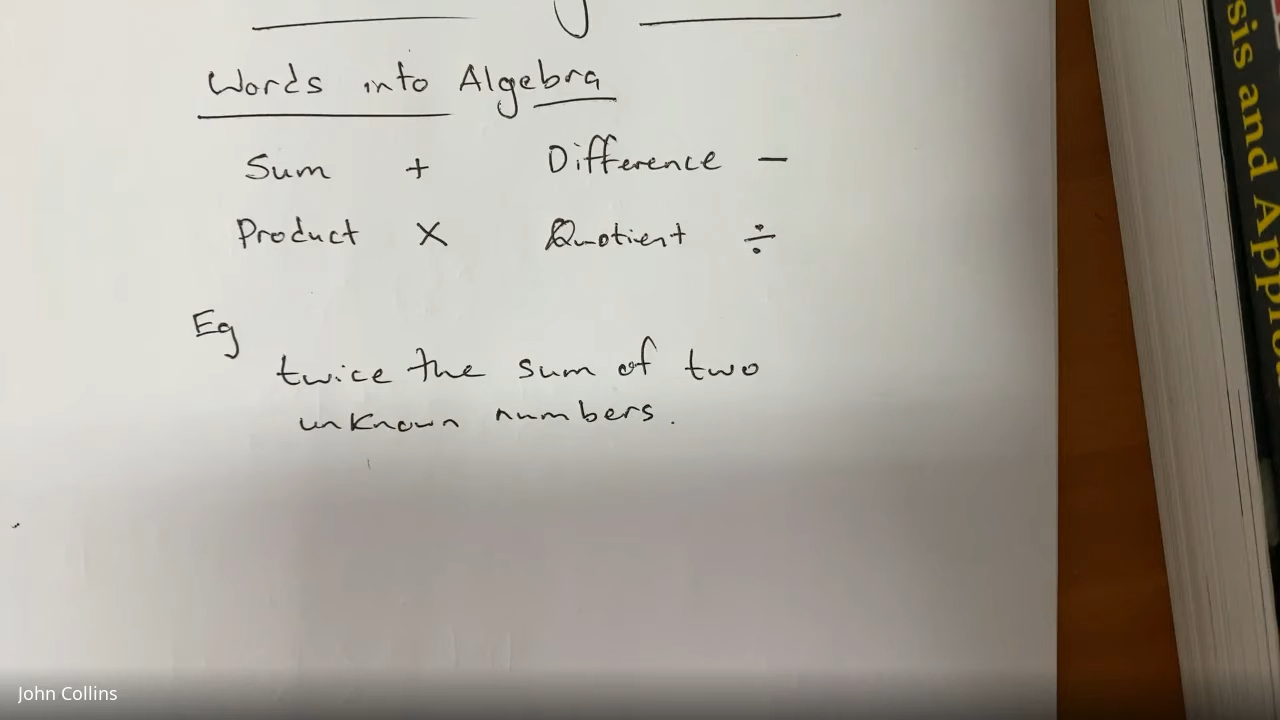 Words into Algebra
Sum + Difference −
Product × Quotient ÷
Eg
twice the sum of two
unknown numbers.
sis and App
John Collins